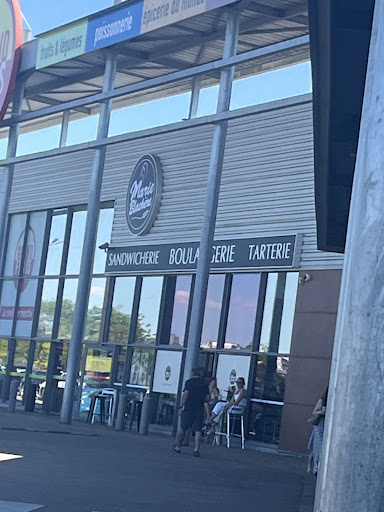 fruits & légumes
poissonnerie
épicerie du monde
Marie
Blachère
SANDWICHERIE BOULANGERIE TARTERIE